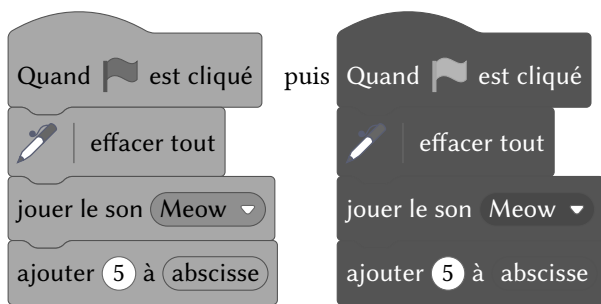 Quand est cliqué puis Quand est cliqué
effacer tout effacer tout
jouer le son Meow jouer le son Meow
ajouter 5 à abscisse ajouter 5 à abscisse